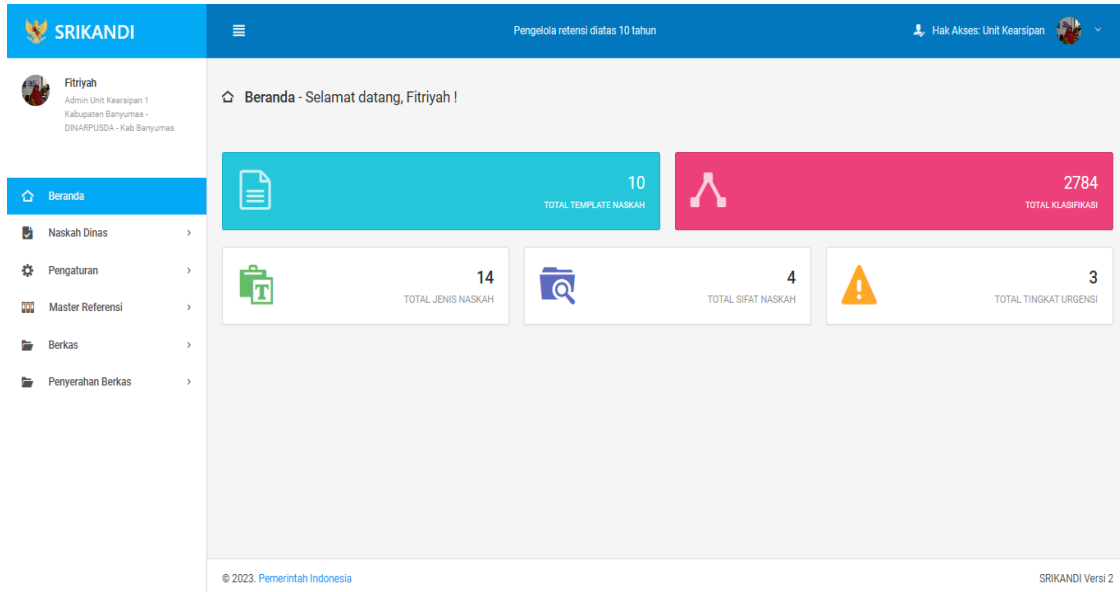 SRIKANDI
Pengelola retensi diatas 10 tahun
Hak Akses: Unit Kearsipan
Fitriyah
Admin Unit Kearsipan 1
Kabupaten Banyumas -
DINARPUSDA - Kab Banyumas
Beranda - Selamat datang, Fitriyah !
Beranda
Naskah Dinas
Pengaturan
Master Referensi
Berkas
Penyerahan Berkas
10
TOTAL TEMPLATE NASKAH
2784
TOTAL KLASIFIKASI
14
TOTAL JENIS NASKAH
4
TOTAL SIFAT NASKAH
3
TOTAL TINGKAT URGENSI
© 2023. Pemerintah Indonesia
SRIKANDI Versi 2